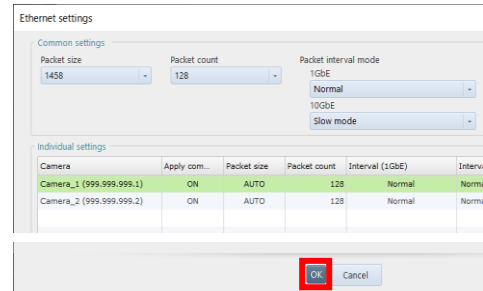 Ethernet settings
Common settings
Packet size Packet count Packet interval mode
1458 128 1GbE
Normal
10GbE
Slow mode
Individual settings
Camera Apply com... Packet size Packet count Interval (1GbE) Interva
Camera_1 (999.999.999.1) ON AUTO 128 Normal Norma
Camera_2 (999.999.999.2) ON AUTO 128 Normal Norma
OK Cancel